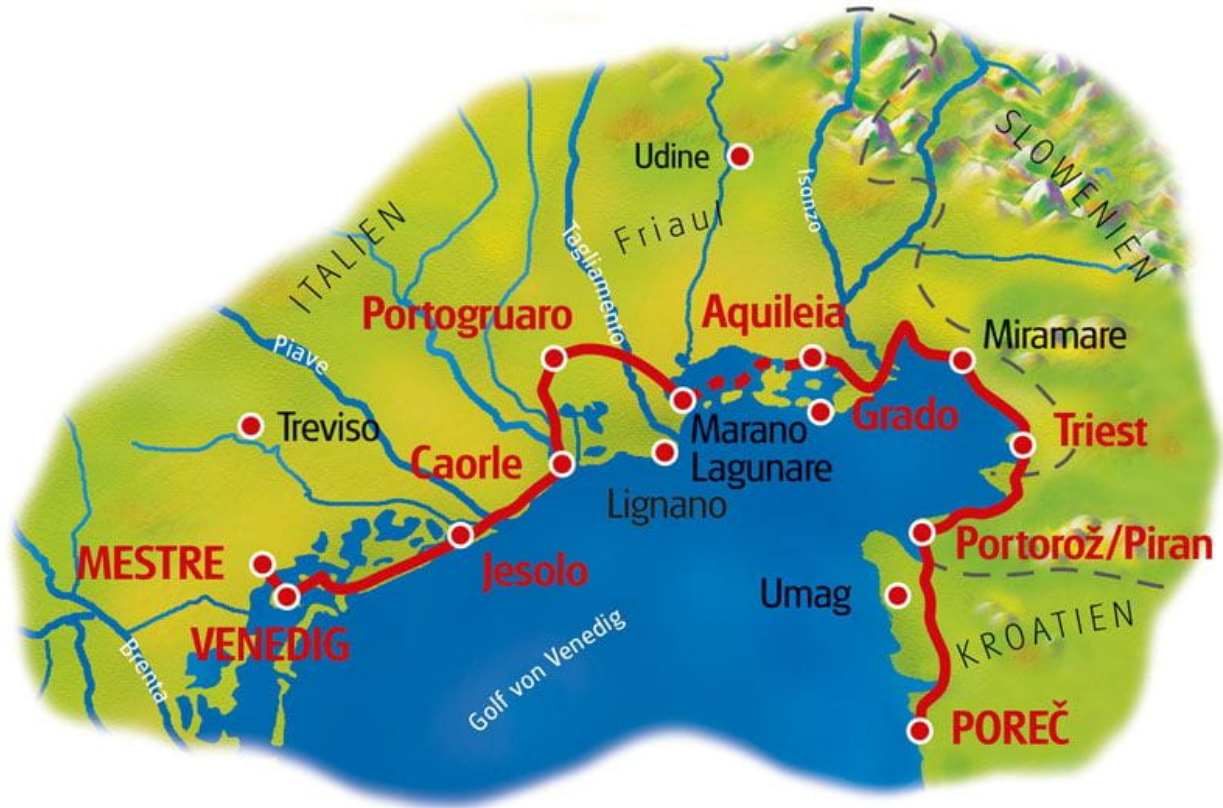 SLOWENIEN
Udine
Isonzo
Friaul
ITALIEN
Tagliamento
Portogruaro
Aquileia
Miramare
Piave
Treviso
Caorle
Marano
Lagunare
Grado
Triest
Lignano
MESTRE
Jesolo
Portorož/Piran
Umag
VENEDIG
KROATIEN
Brenta
Golf von Venedig
POREČ